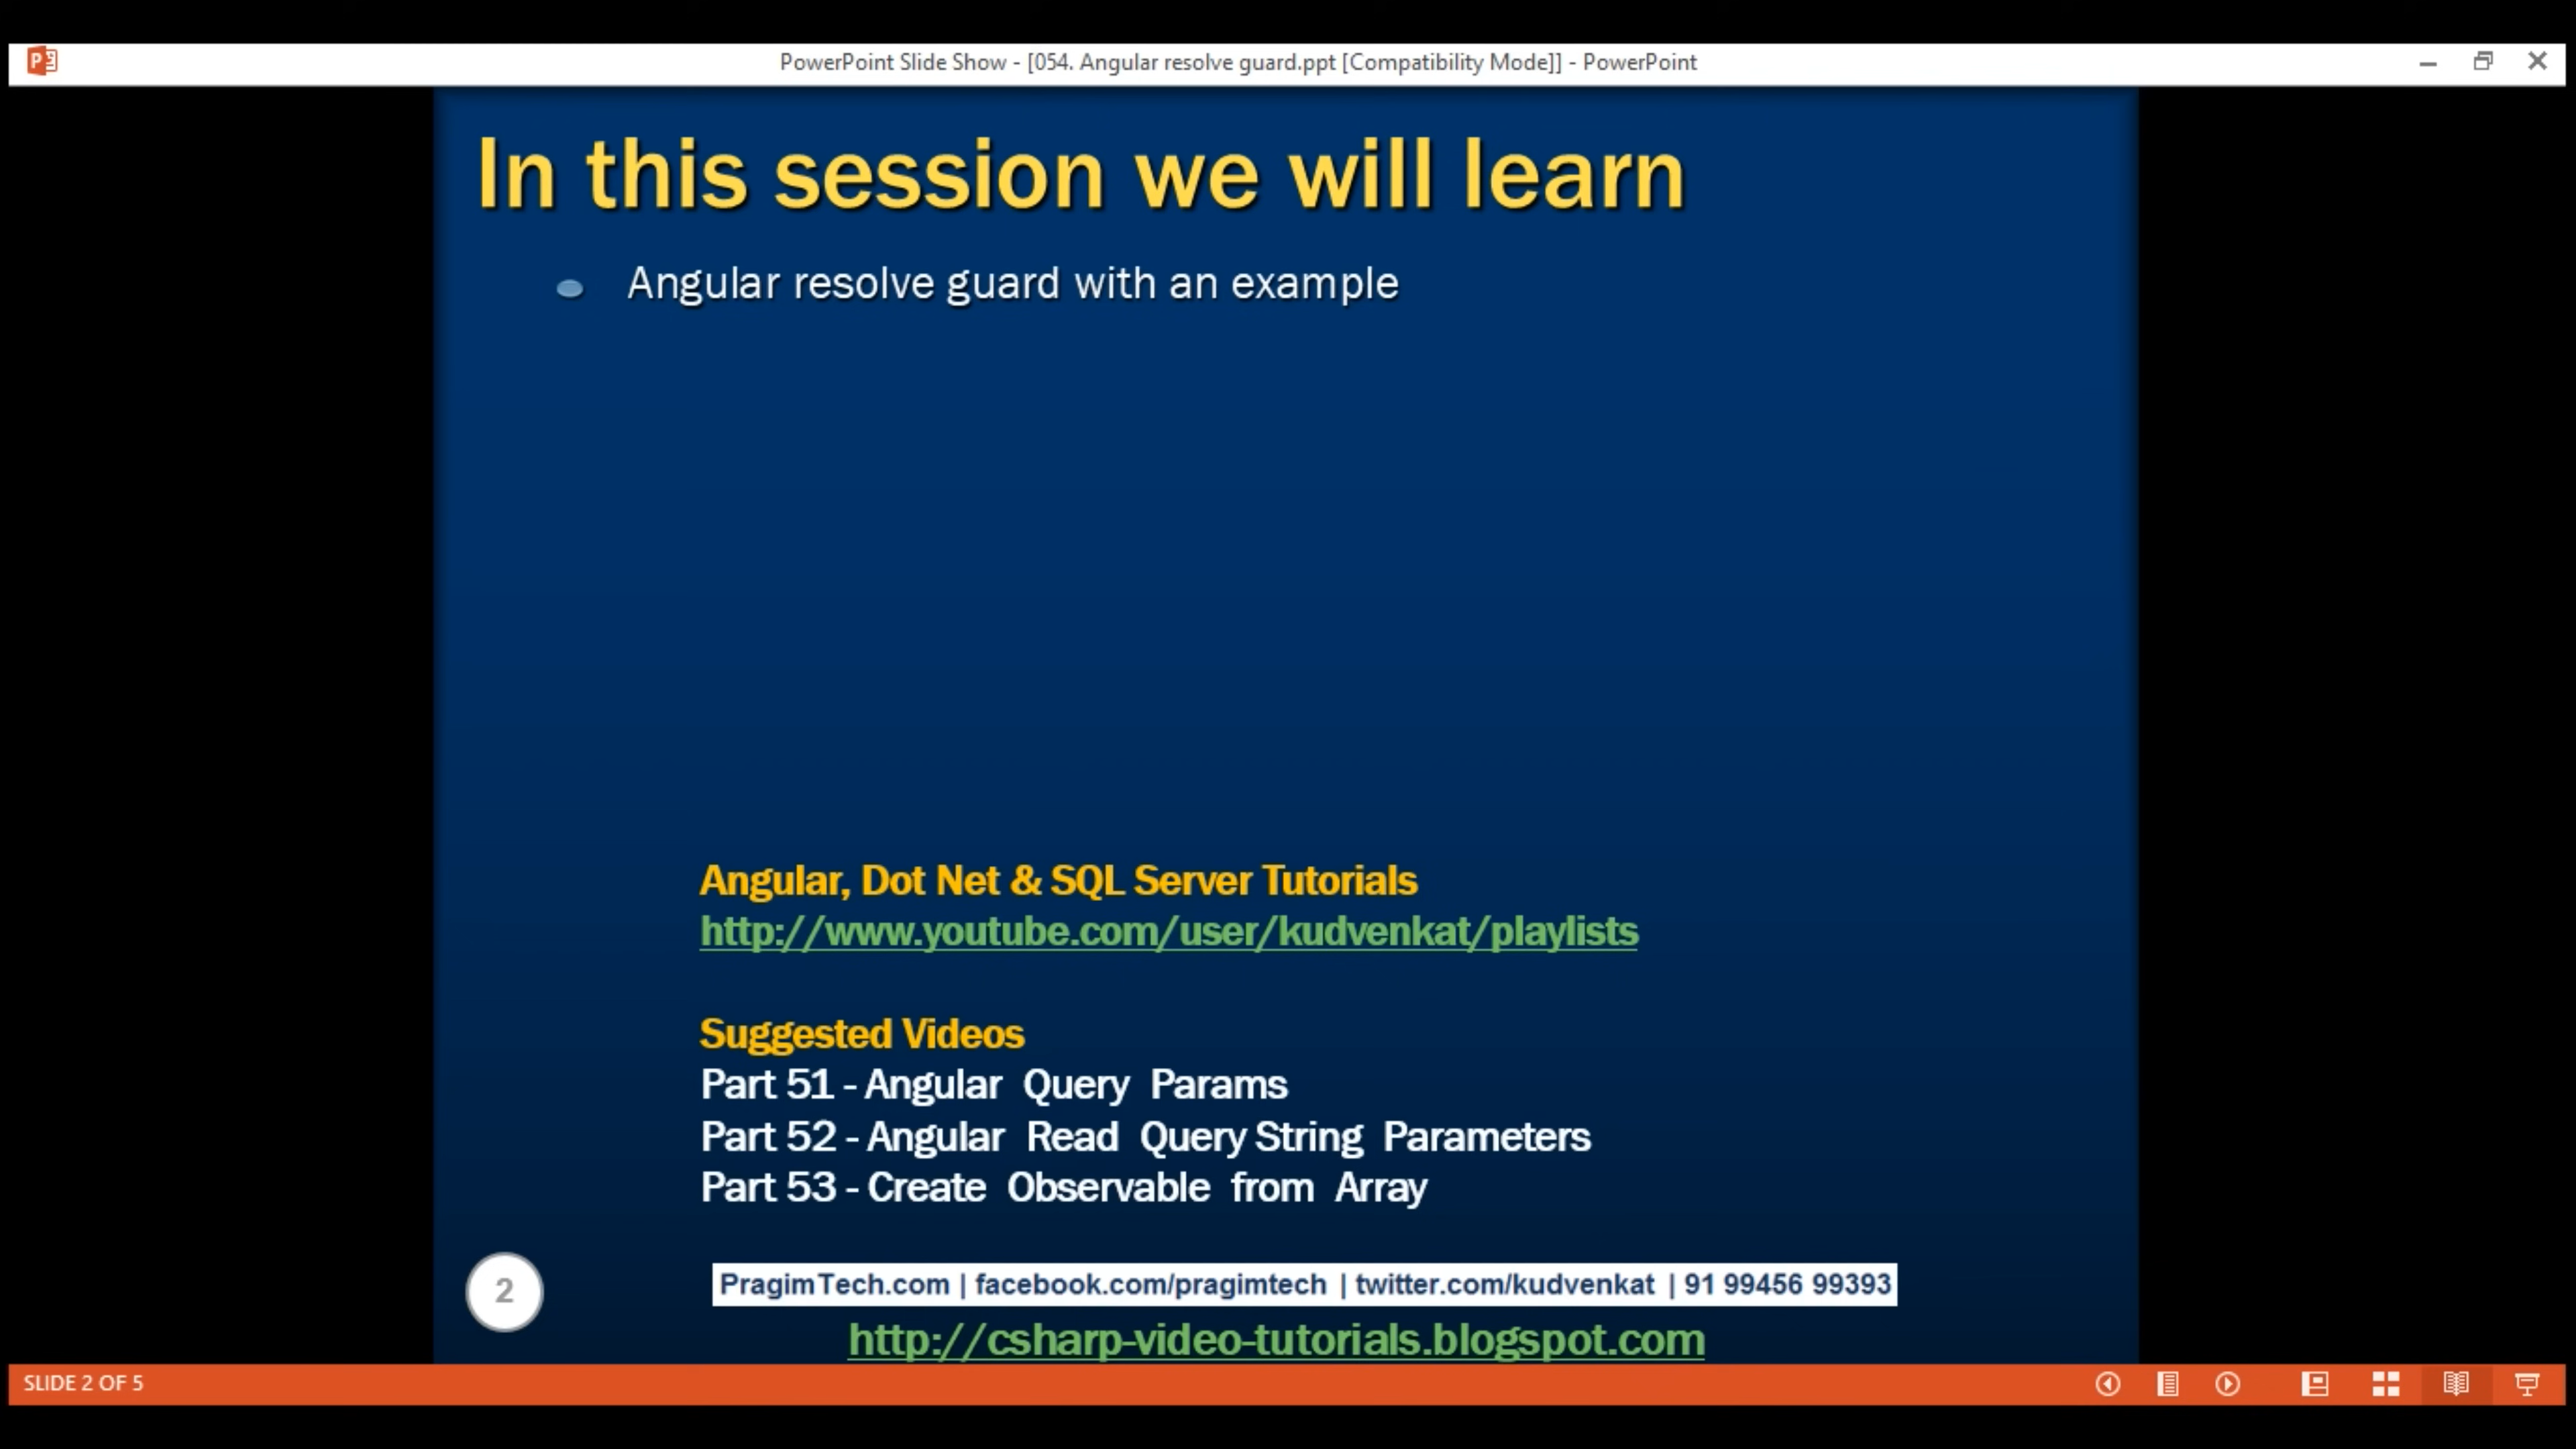 PowerPoint Slide Show - [054. Angular resolve guard.ppt [Compatibility Mode]] - PowerPoint
In this session we will learn
Angular resolve guard with an example
Angular, Dot Net & SQL Server Tutorials
http://www.youtube.com/user/kudvenkat/playlists
Suggested Videos
Part 51 - Angular Query Params
Part 52 - Angular Read Query String Parameters
Part 53 - Create Observable from Array
2
PragimTech.com | facebook.com/pragimtech | twitter.com/kudvenkat | 91 99456 99393
http://csharp-video-tutorials.blogspot.com
SLIDE 2 OF 5